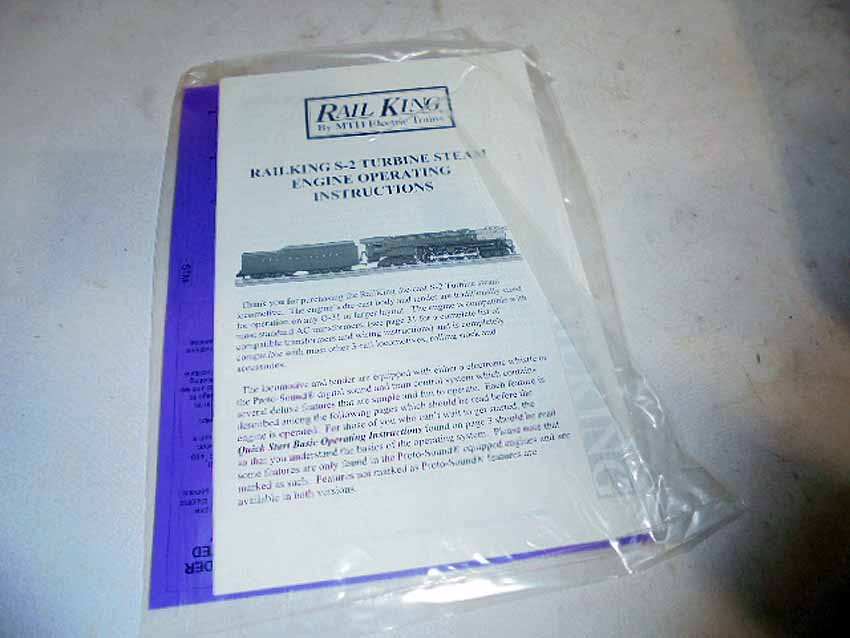 RAIL KING
By MTH Electric Trains
RAILKING S-2 TURBINE STEAM
ENGINE OPERATING
INSTRUCTIONS
Thank you for purchasing the RailKing die-cast S-2 Turbine steam
locomotive. The engine's die-cast body and tender are traditionally sized
for operation on any O-31 or larger layout. The engine is compatible with
most standard AC transformers. (see page 31 for a complete list of
compatible transformers and wiring instructions) and is completely
compatible with most other 3-rail locomotives, rolling stock and
accessories.
The locomotive and tender are equipped with either a electronic whistle or
the Proto-Sound® digital sound and train control system which contains
several deluxe features that are simple and fun to operate. Each feature is
described among the following pages which should be read before the
engine is operated. For those of you who can't wait to get started, the
Quick Start Basic Operating Instructions found on page 3 should be read
so that you understand the basics of the operating system. Please note that
some features are only found in the Proto-Sound® equipped engines and are
marked as such. Features not marked as Proto-Sound® features are
available in both versions.